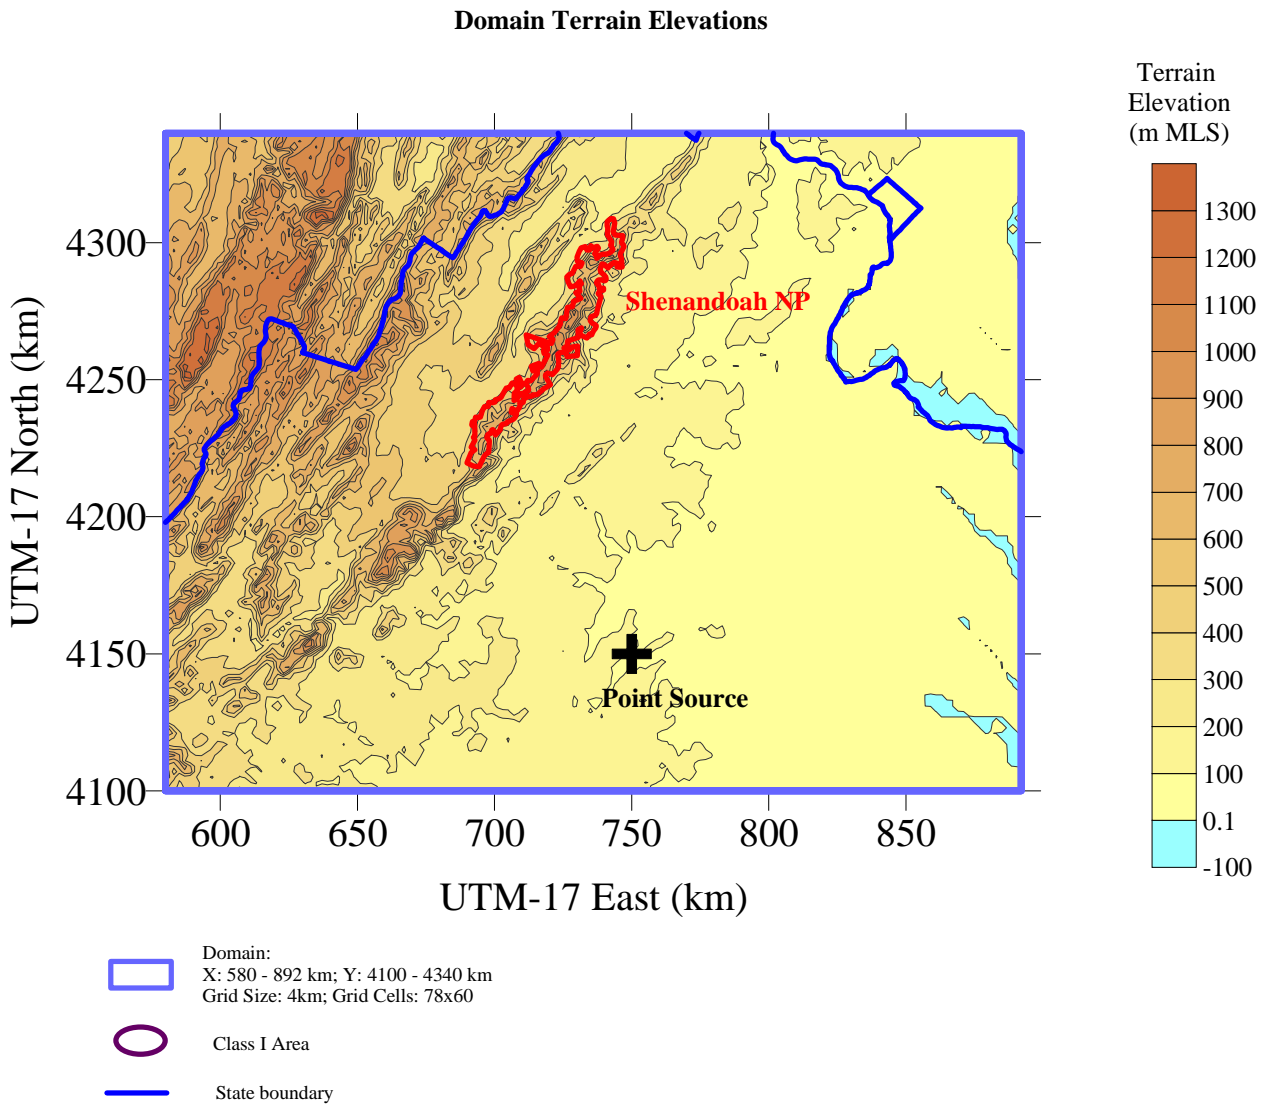 Domain Terrain Elevations
Terrain
Elevation
(m MLS)
1300
1200
1100
1000
900
800
700
600
500
400
300
200
100
0.1
-100
UTM-17 North (km)
4300
4250
4200
4150
4100
Shenandoah NP
Point Source
600
650
700
750
800
850
UTM-17 East (km)
Domain:
X: 580 - 892 km; Y: 4100 - 4340 km
Grid Size: 4km; Grid Cells: 78x60
Class I Area
State boundary